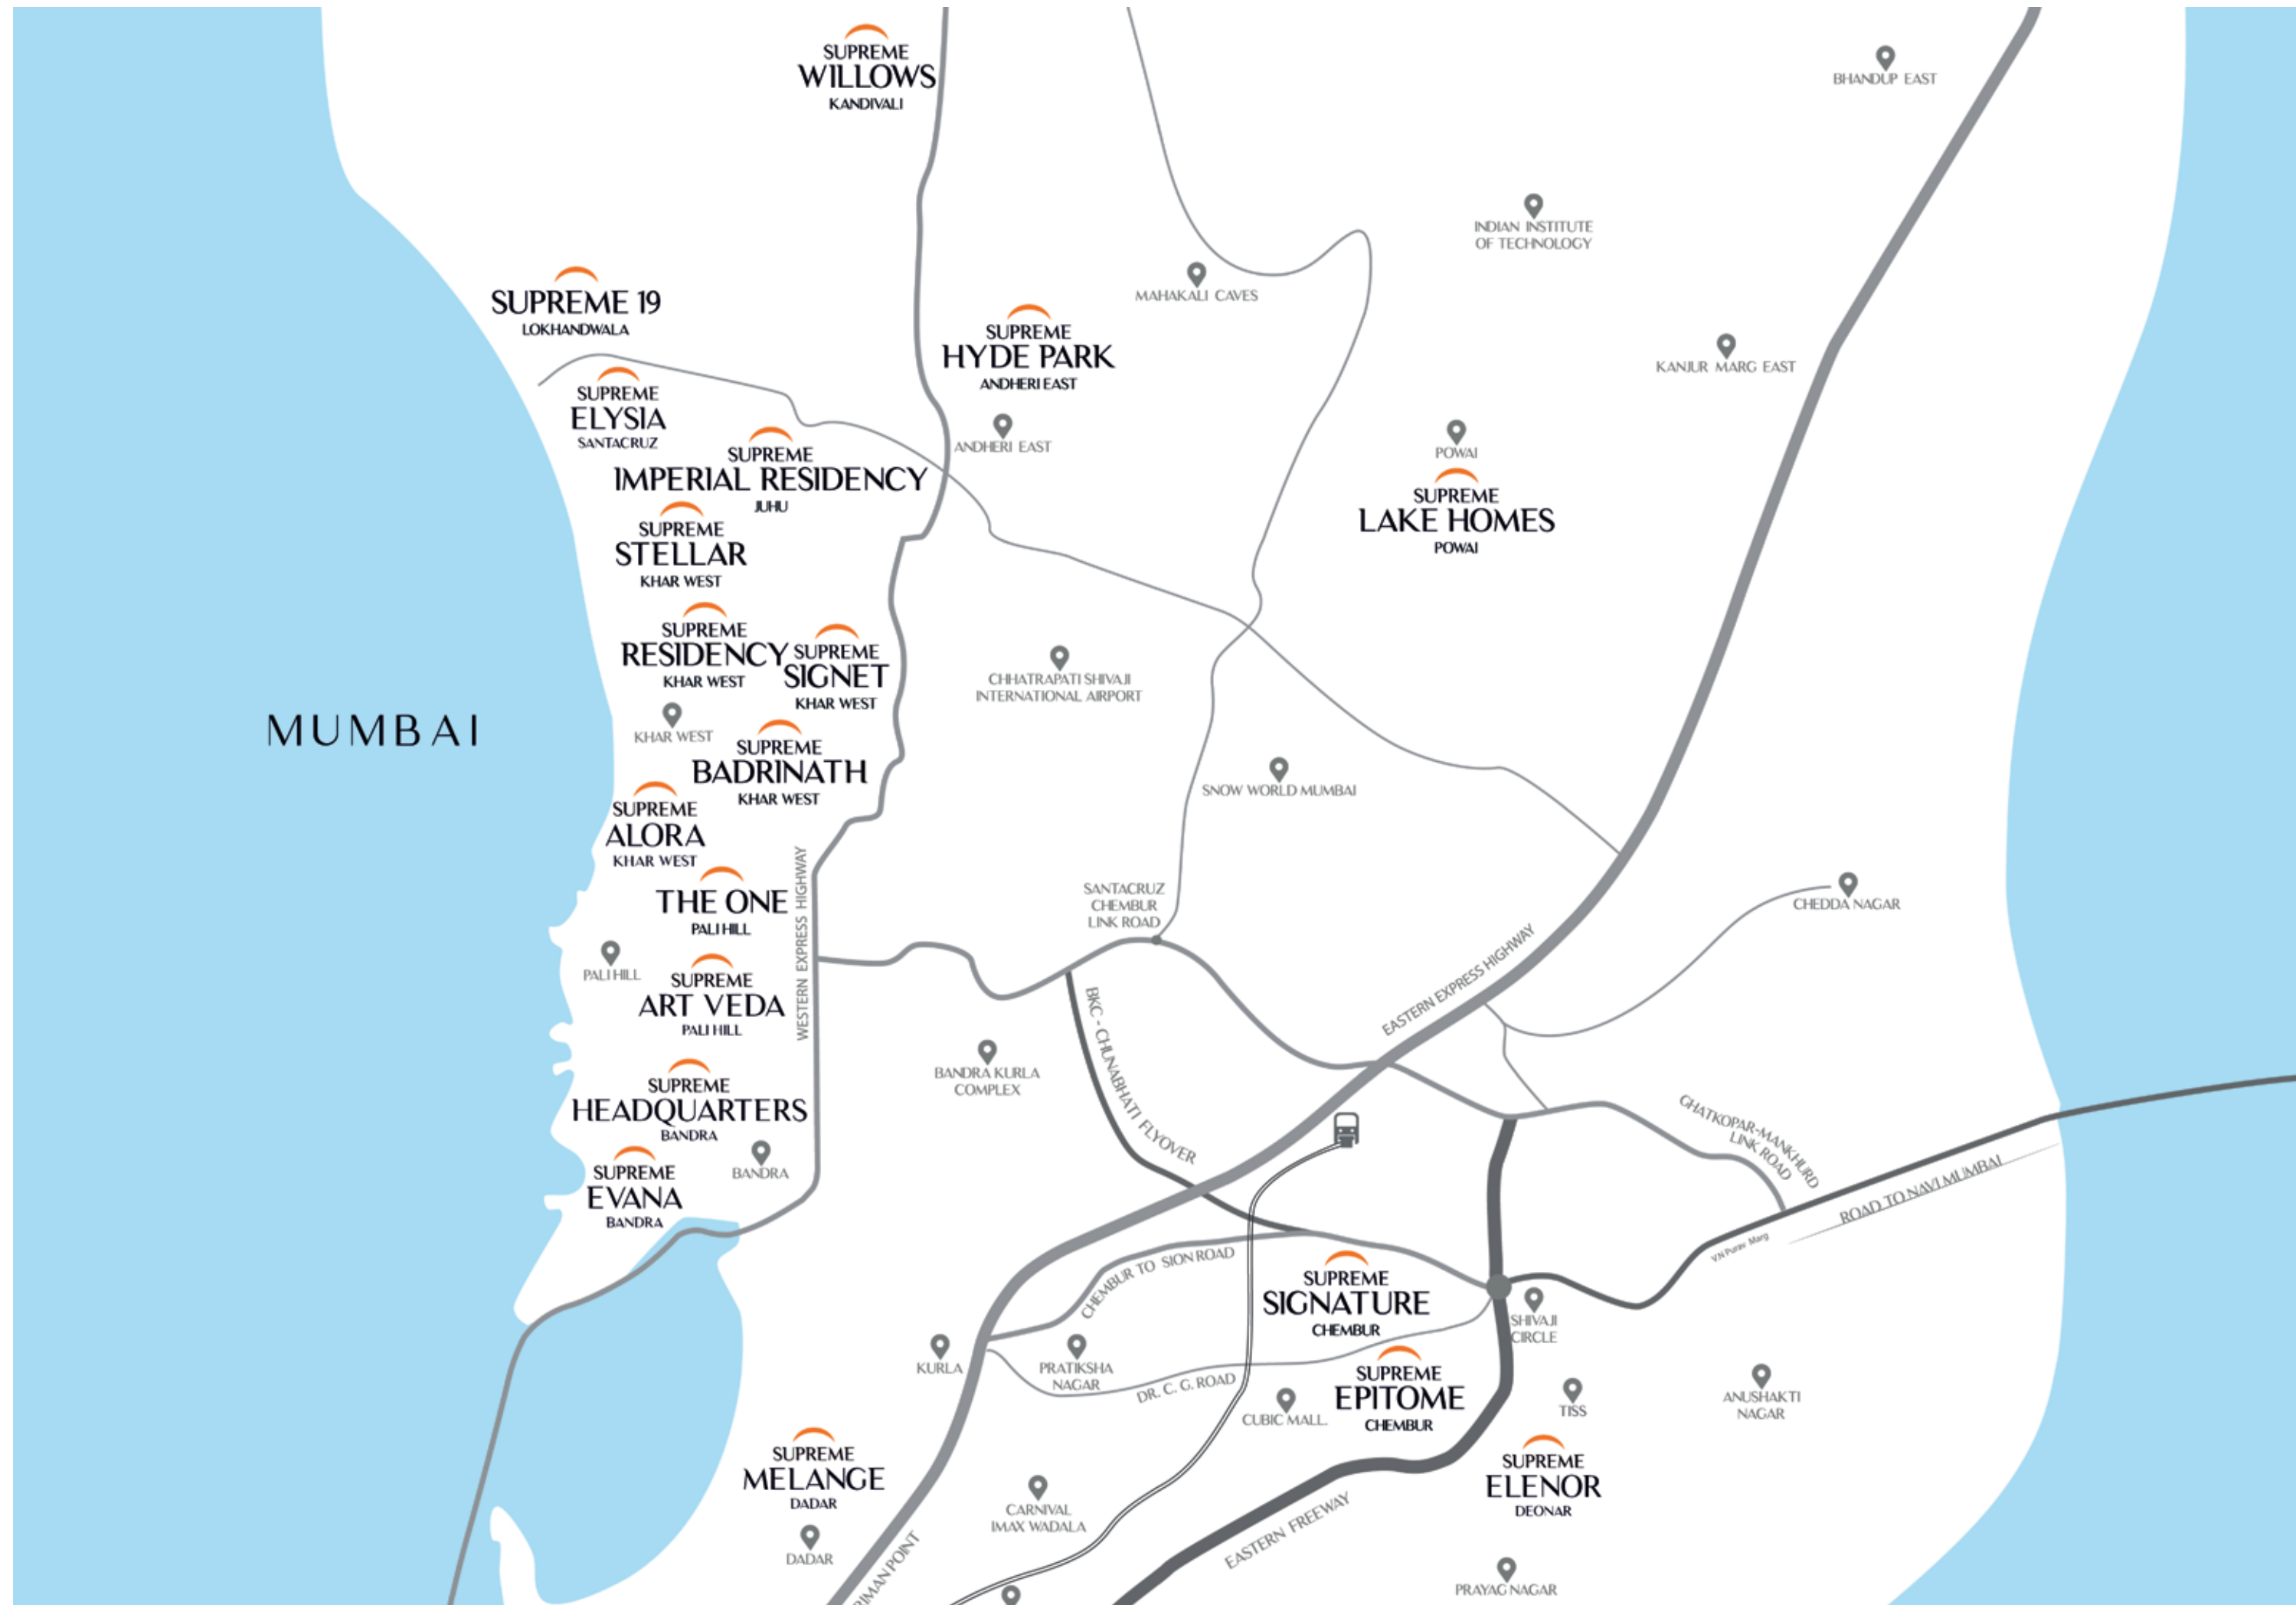 SUPREME
WILLOWS
KANDIVALI
BHANDUP EAST
INDIAN INSTITUTE
OF TECHNOLOGY
MAHAKALI CAVES
SUPREME 19
LOKHANDWALA
SUPREME
HYDE PARK
ANDHERI EAST
KANJUR MARG EAST
SUPREME
ELYSIA
SANTACRUZ
ANDHERI EAST
POWAI
SUPREME
IMPERIAL RESIDENCY
JUHU
SUPREME
LAKE HOMES
POWAI
SUPREME
STELLAR
KHAR WEST
SUPREME
RESIDENCY
KHAR WEST
SUPREME
SIGNET
KHAR WEST
CHHATRAPATI SHIVAJI
INTERNATIONAL AIRPORT
MUMBAI
KHAR WEST
SUPREME
BADRINATH
KHAR WEST
SNOW WORLD MUMBAI
SUPREME
ALORA
KHAR WEST
THE ONE
PALI HILL
WESTERN EXPRESS HIGHWAY
SANTACRUZ
CHEMBUR
LINK ROAD
CHEDDA NAGAR
PALI HILL
SUPREME
ART VEDA
PALI HILL
EASTERN EXPRESS HIGHWAY
BKC - CHUNABHATI FLYOVER
BANDRA KURLA
COMPLEX
SUPREME
HEADQUARTERS
BANDRA
GHATKOPAR-MANKHURD
LINK ROAD
BANDRA
SUPREME
EVANA
BANDRA
ROAD TO NAVI MUMBAI
V.N Purav Marg
CHEMBUR TO SION ROAD
SUPREME
SIGNATURE
CHEMBUR
SHIVAJI
CIRCLE
KURLA
PRATIKSHA
NAGAR
DR. C. G. ROAD
SUPREME
EPITOME
CHEMBUR
CUBIC MALL.
TISS
ANUSHAKTI
NAGAR
SUPREME
MELANGE
DADAR
SUPREME
ELENOR
DEONAR
CARNIVAL
IMAX WADALA
EASTERN FREEWAY
DADAR
RIMAN POINT
PRAYAG NAGAR